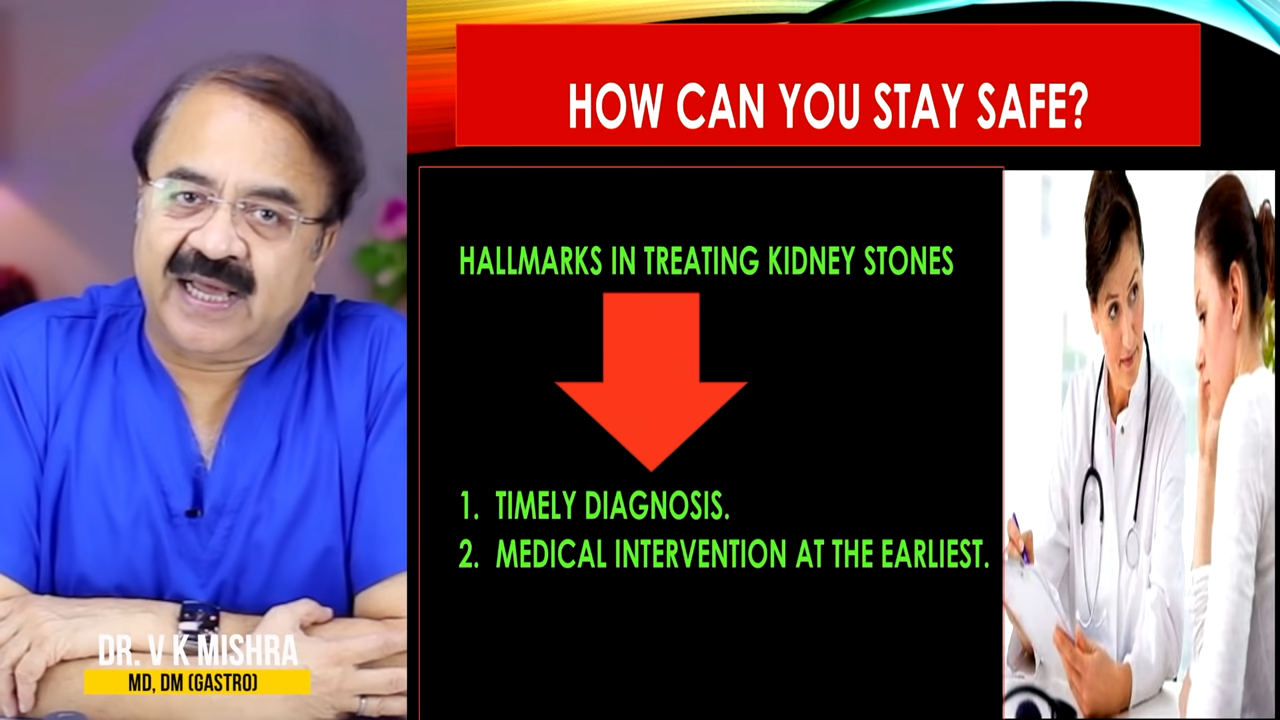 HOW CAN YOU STAY SAFE?
HALLMARKS IN TREATING KIDNEY STONES
1. TIMELY DIAGNOSIS.
2. MEDICAL INTERVENTION AT THE EARLIEST.
DR. V K MISHRA
MD, DM (GASTRO)